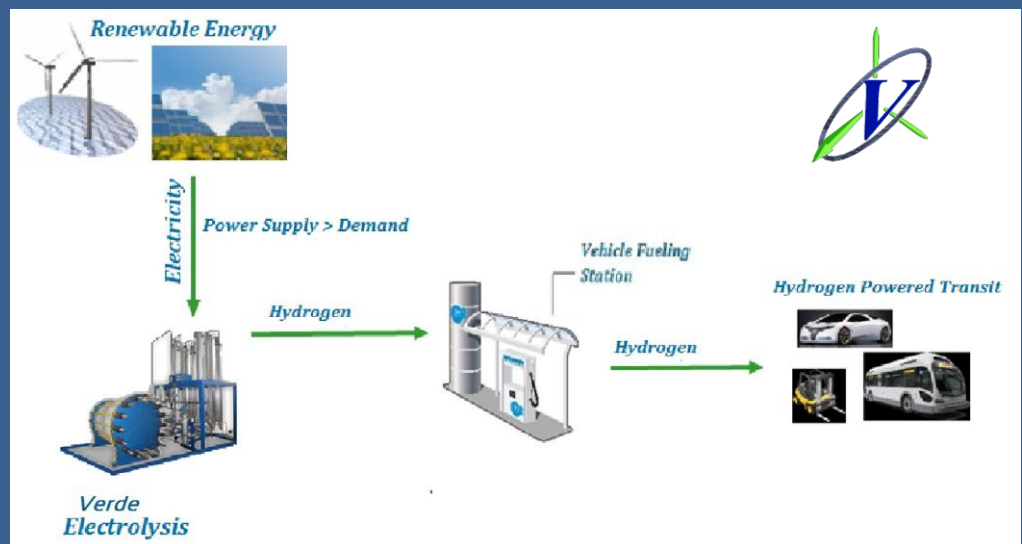 Renewable Energy
V
Electricity
Power Supply > Demand
Vehicle Fueling
Station
Hydrogen
Hydrogen Powered Transit
Hydrogen
Verde
Electrolysis